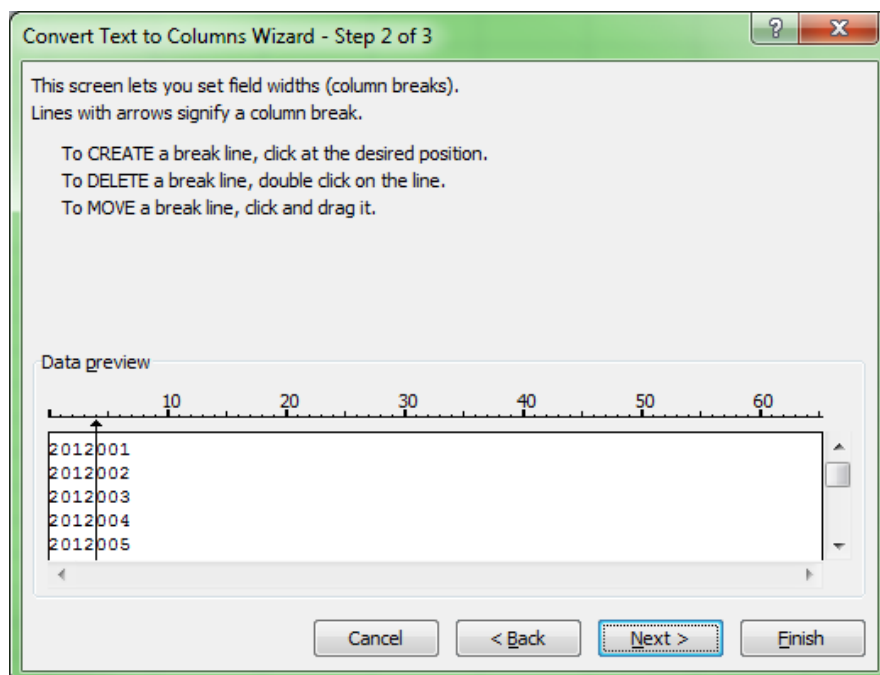 Convert Text to Columns Wizard - Step 2 of 3
?
This screen lets you set field widths (column breaks).
Lines with arrows signify a column break.
To CREATE a break line, click at the desired position.
To DELETE a break line, double click on the line.
To MOVE a break line, click and drag it.
Data preview
10 20 30 40 50 60
2012001
2012002
2012003
2012004
2012005
Cancel < Back Next > Finish